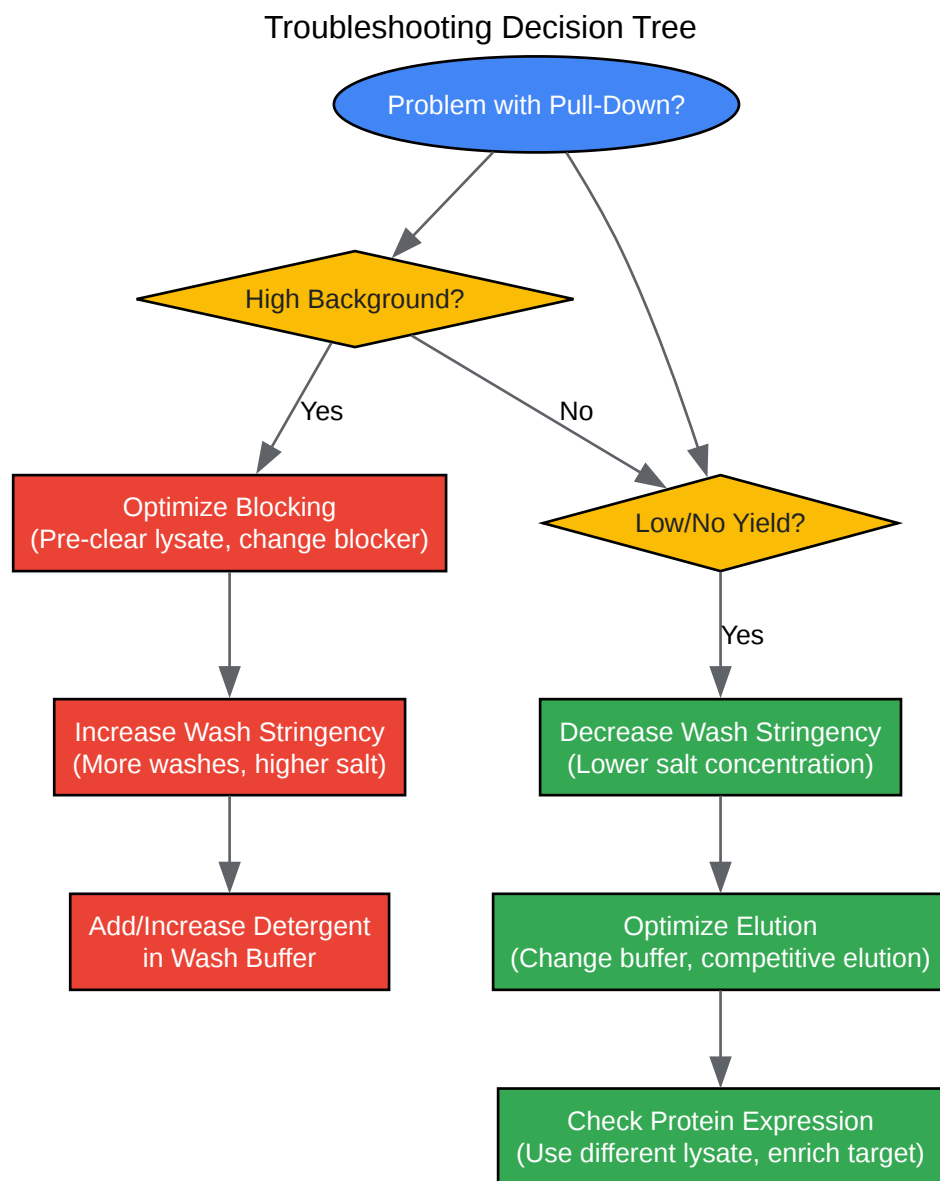 Troubleshooting Decision Tree
Problem with Pull-Down?
High Background?
Yes
No
Optimize Blocking
(Pre-clear lysate, change blocker)
Low/No Yield?
Yes
Increase Wash Stringency
(More washes, higher salt)
Decrease Wash Stringency
(Lower salt concentration)
Add/Increase Detergent
in Wash Buffer
Optimize Elution
(Change buffer, competitive elution)
Check Protein Expression
(Use different lysate, enrich target)